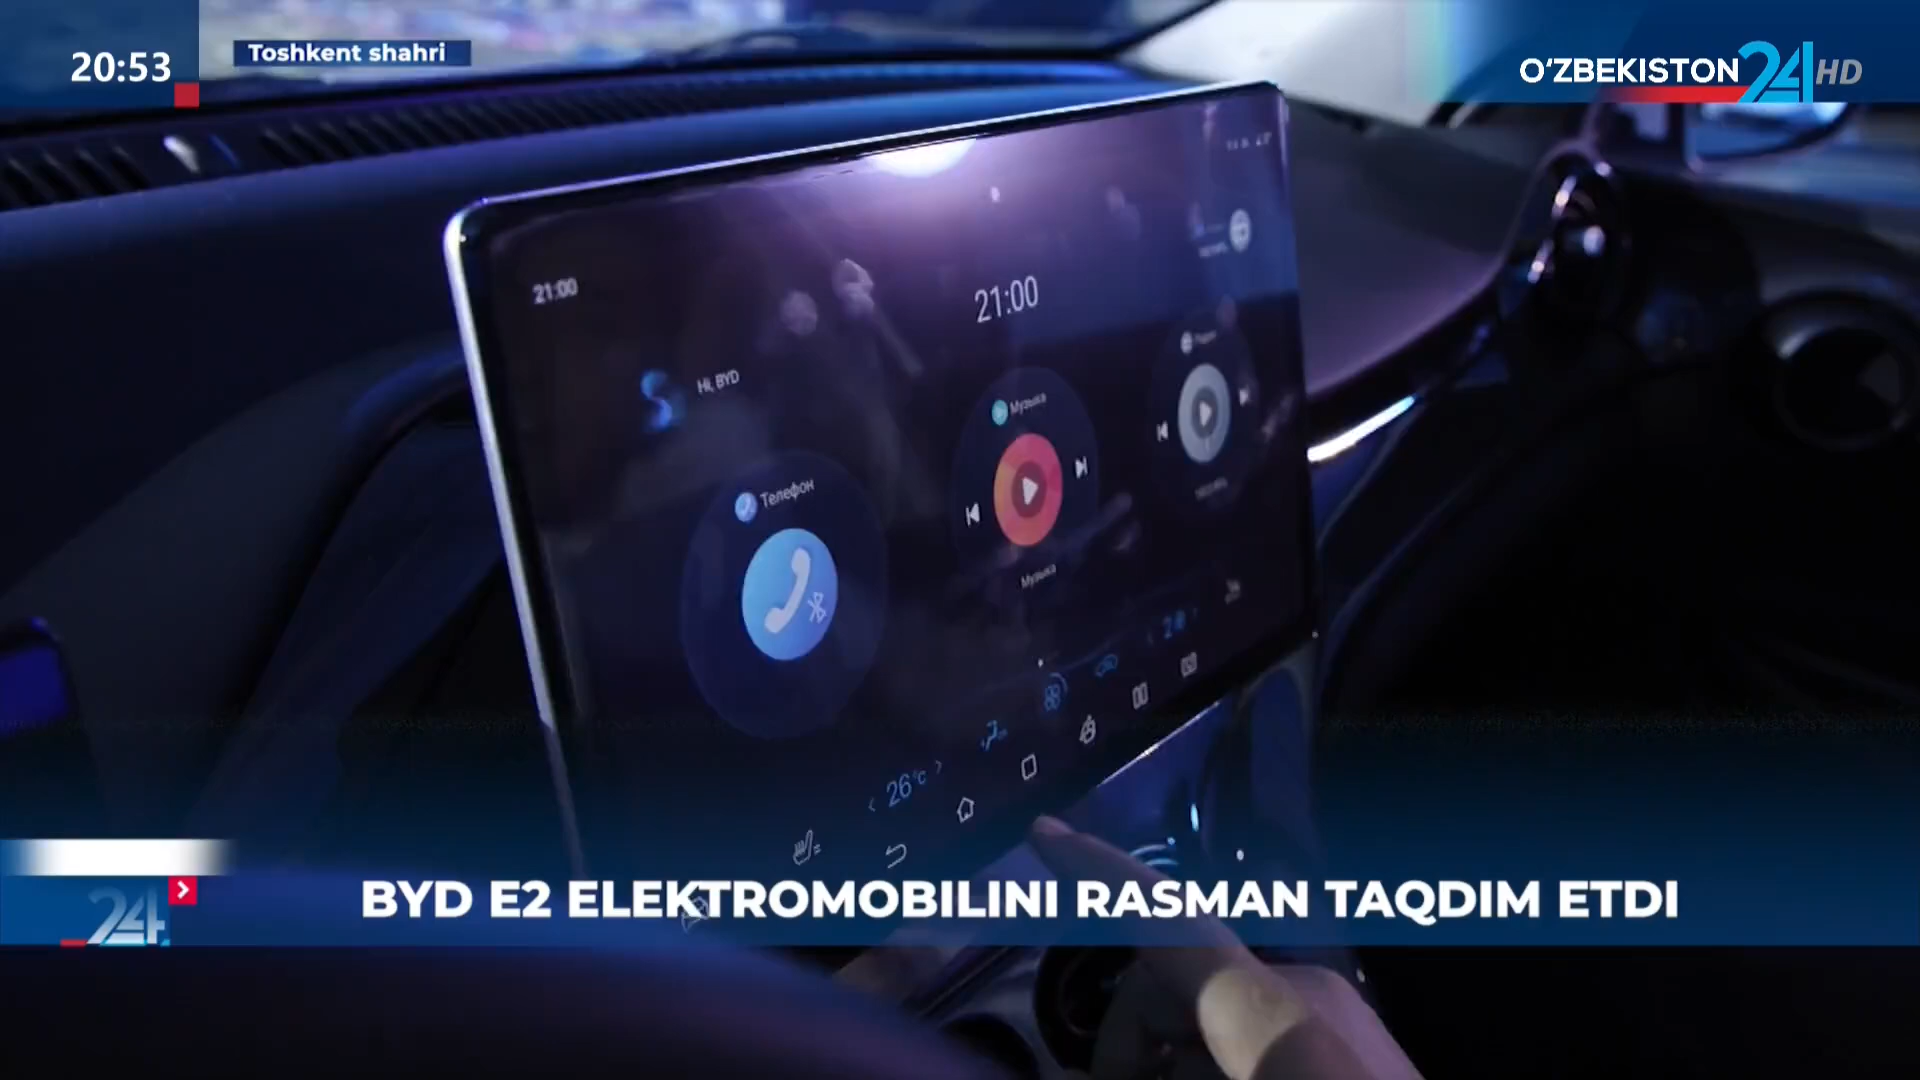 20:53
Toshkent shahri
O‘ZBEKISTON 24 HD
21:00
21:00
Hi, BYD
Музыка
Телефон
Музыка
26°C
24
BYD E2 ELEKTROMOBILINI RASMAN TAQDIM ETDI